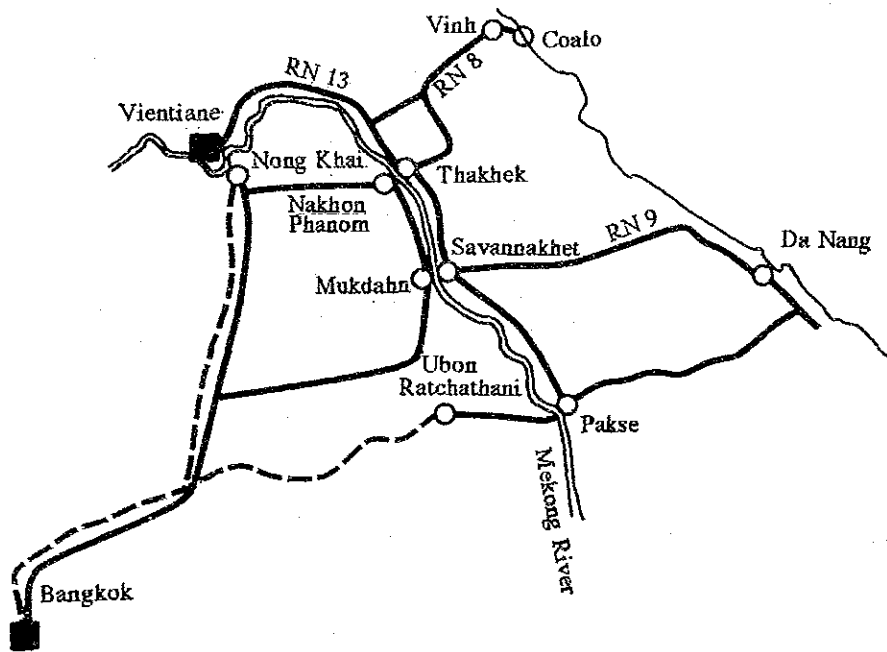 Vinh
Coalo
RN 13
RN 8
Vientiane
Nong Khai
Thakhek
Nakhon
Phanom
Savannakhet
RN 9
Da Nang
Mukdahn
Ubon
Ratchathani
Pakse
Mekong River
Bangkok